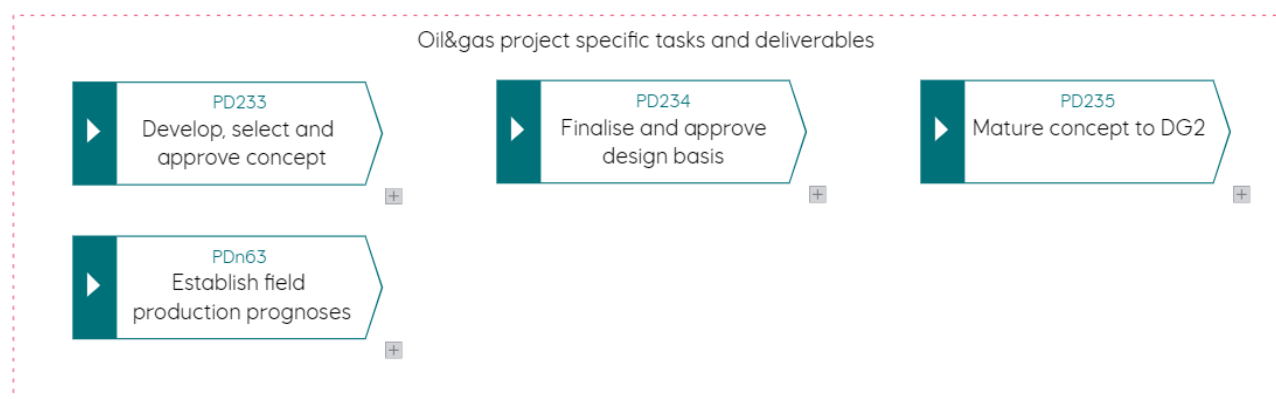 Oil&gas project specific tasks and deliverables
PD233
Develop, select and
approve concept
PD234
Finalise and approve
design basis
PD235
Mature concept to DG2
PDn63
Establish field
production prognoses